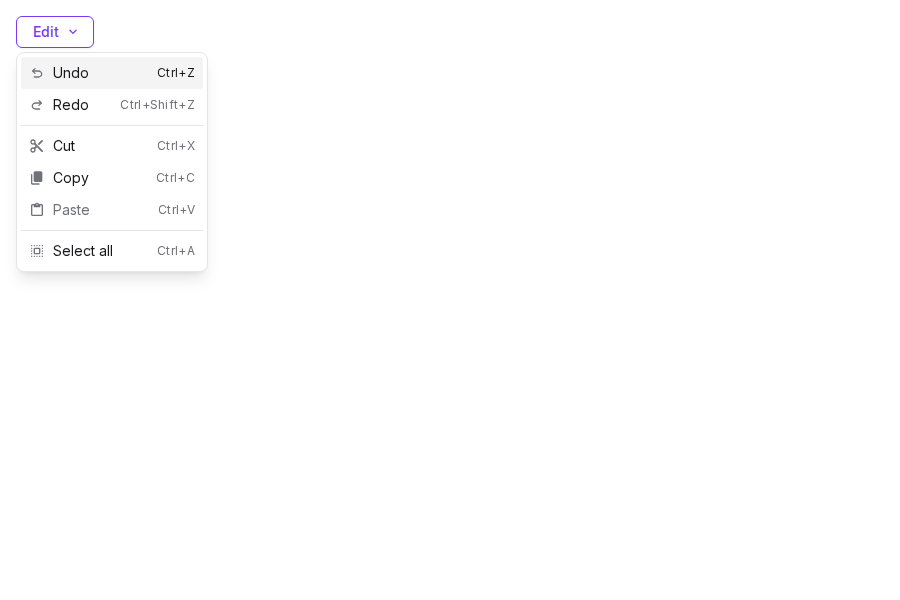 Edit
Undo Ctrl+Z
Redo Ctrl+Shift+Z
Cut Ctrl+X
Copy Ctrl+C
Paste Ctrl+V
Select all Ctrl+A